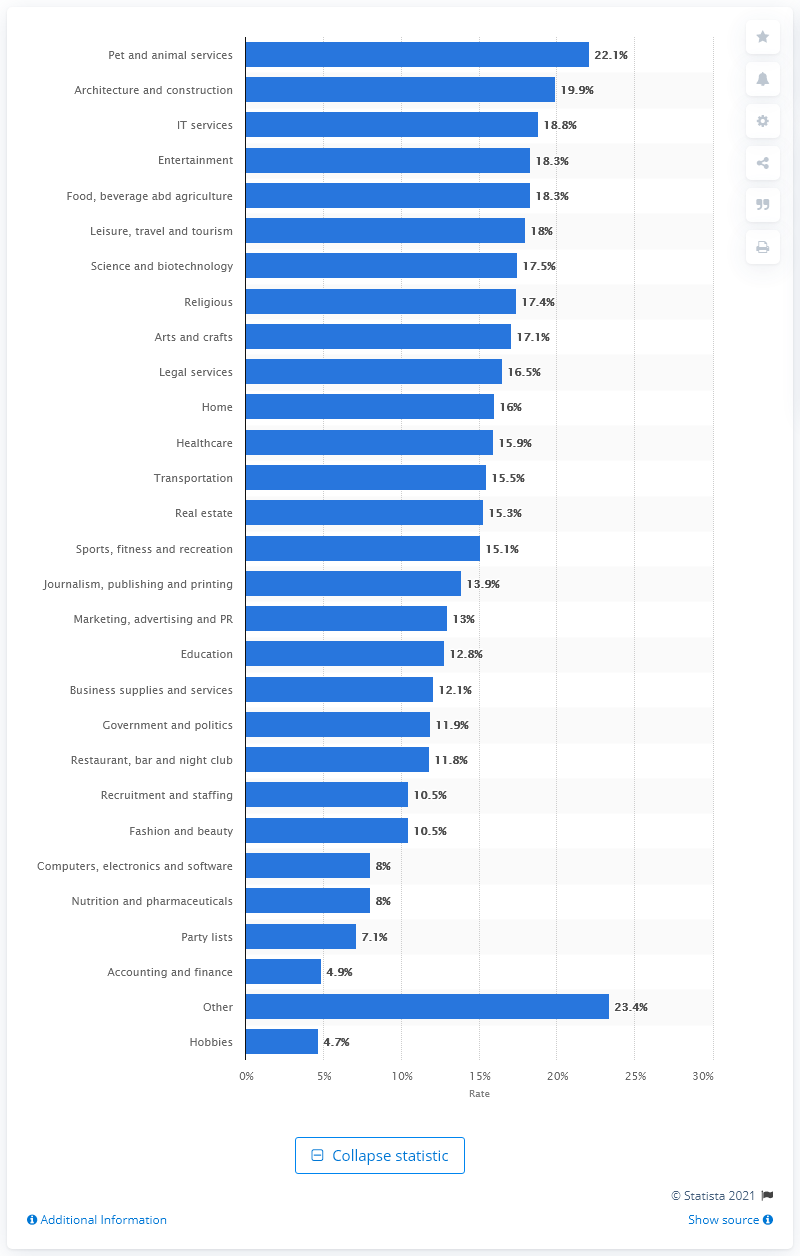 Pet and animal services 22.1%
Architecture and construction 19.9%
IT services 18.8%
Entertainment 18.3%
Food, beverage abd agriculture 18.3%
Leisure, travel and tourism 18%
Science and biotechnology 17.5%
Religious 17.4%
Arts and crafts 17.1%
Legal services 16.5%
Home 16%
Healthcare 15.9%
Transportation 15.5%
Real estate 15.3%
Sports, fitness and recreation 15.1%
Journalism, publishing and printing 13.9%
Marketing, advertising and PR 13%
Education 12.8%
Business supplies and services 12.1%
Government and politics 11.9%
Restaurant, bar and night club 11.8%
Recruitment and staffing 10.5%
Fashion and beauty 10.5%
Computers, electronics and software 8%
Nutrition and pharmaceuticals 8%
Party lists 7.1%
Accounting and finance 4.9%
Other 23.4%
Hobbies 4.7%
0% 5% 10% 15% 20% 25% 30%
Rate
Collapse statistic
© Statista 2021
Additional Information Show source